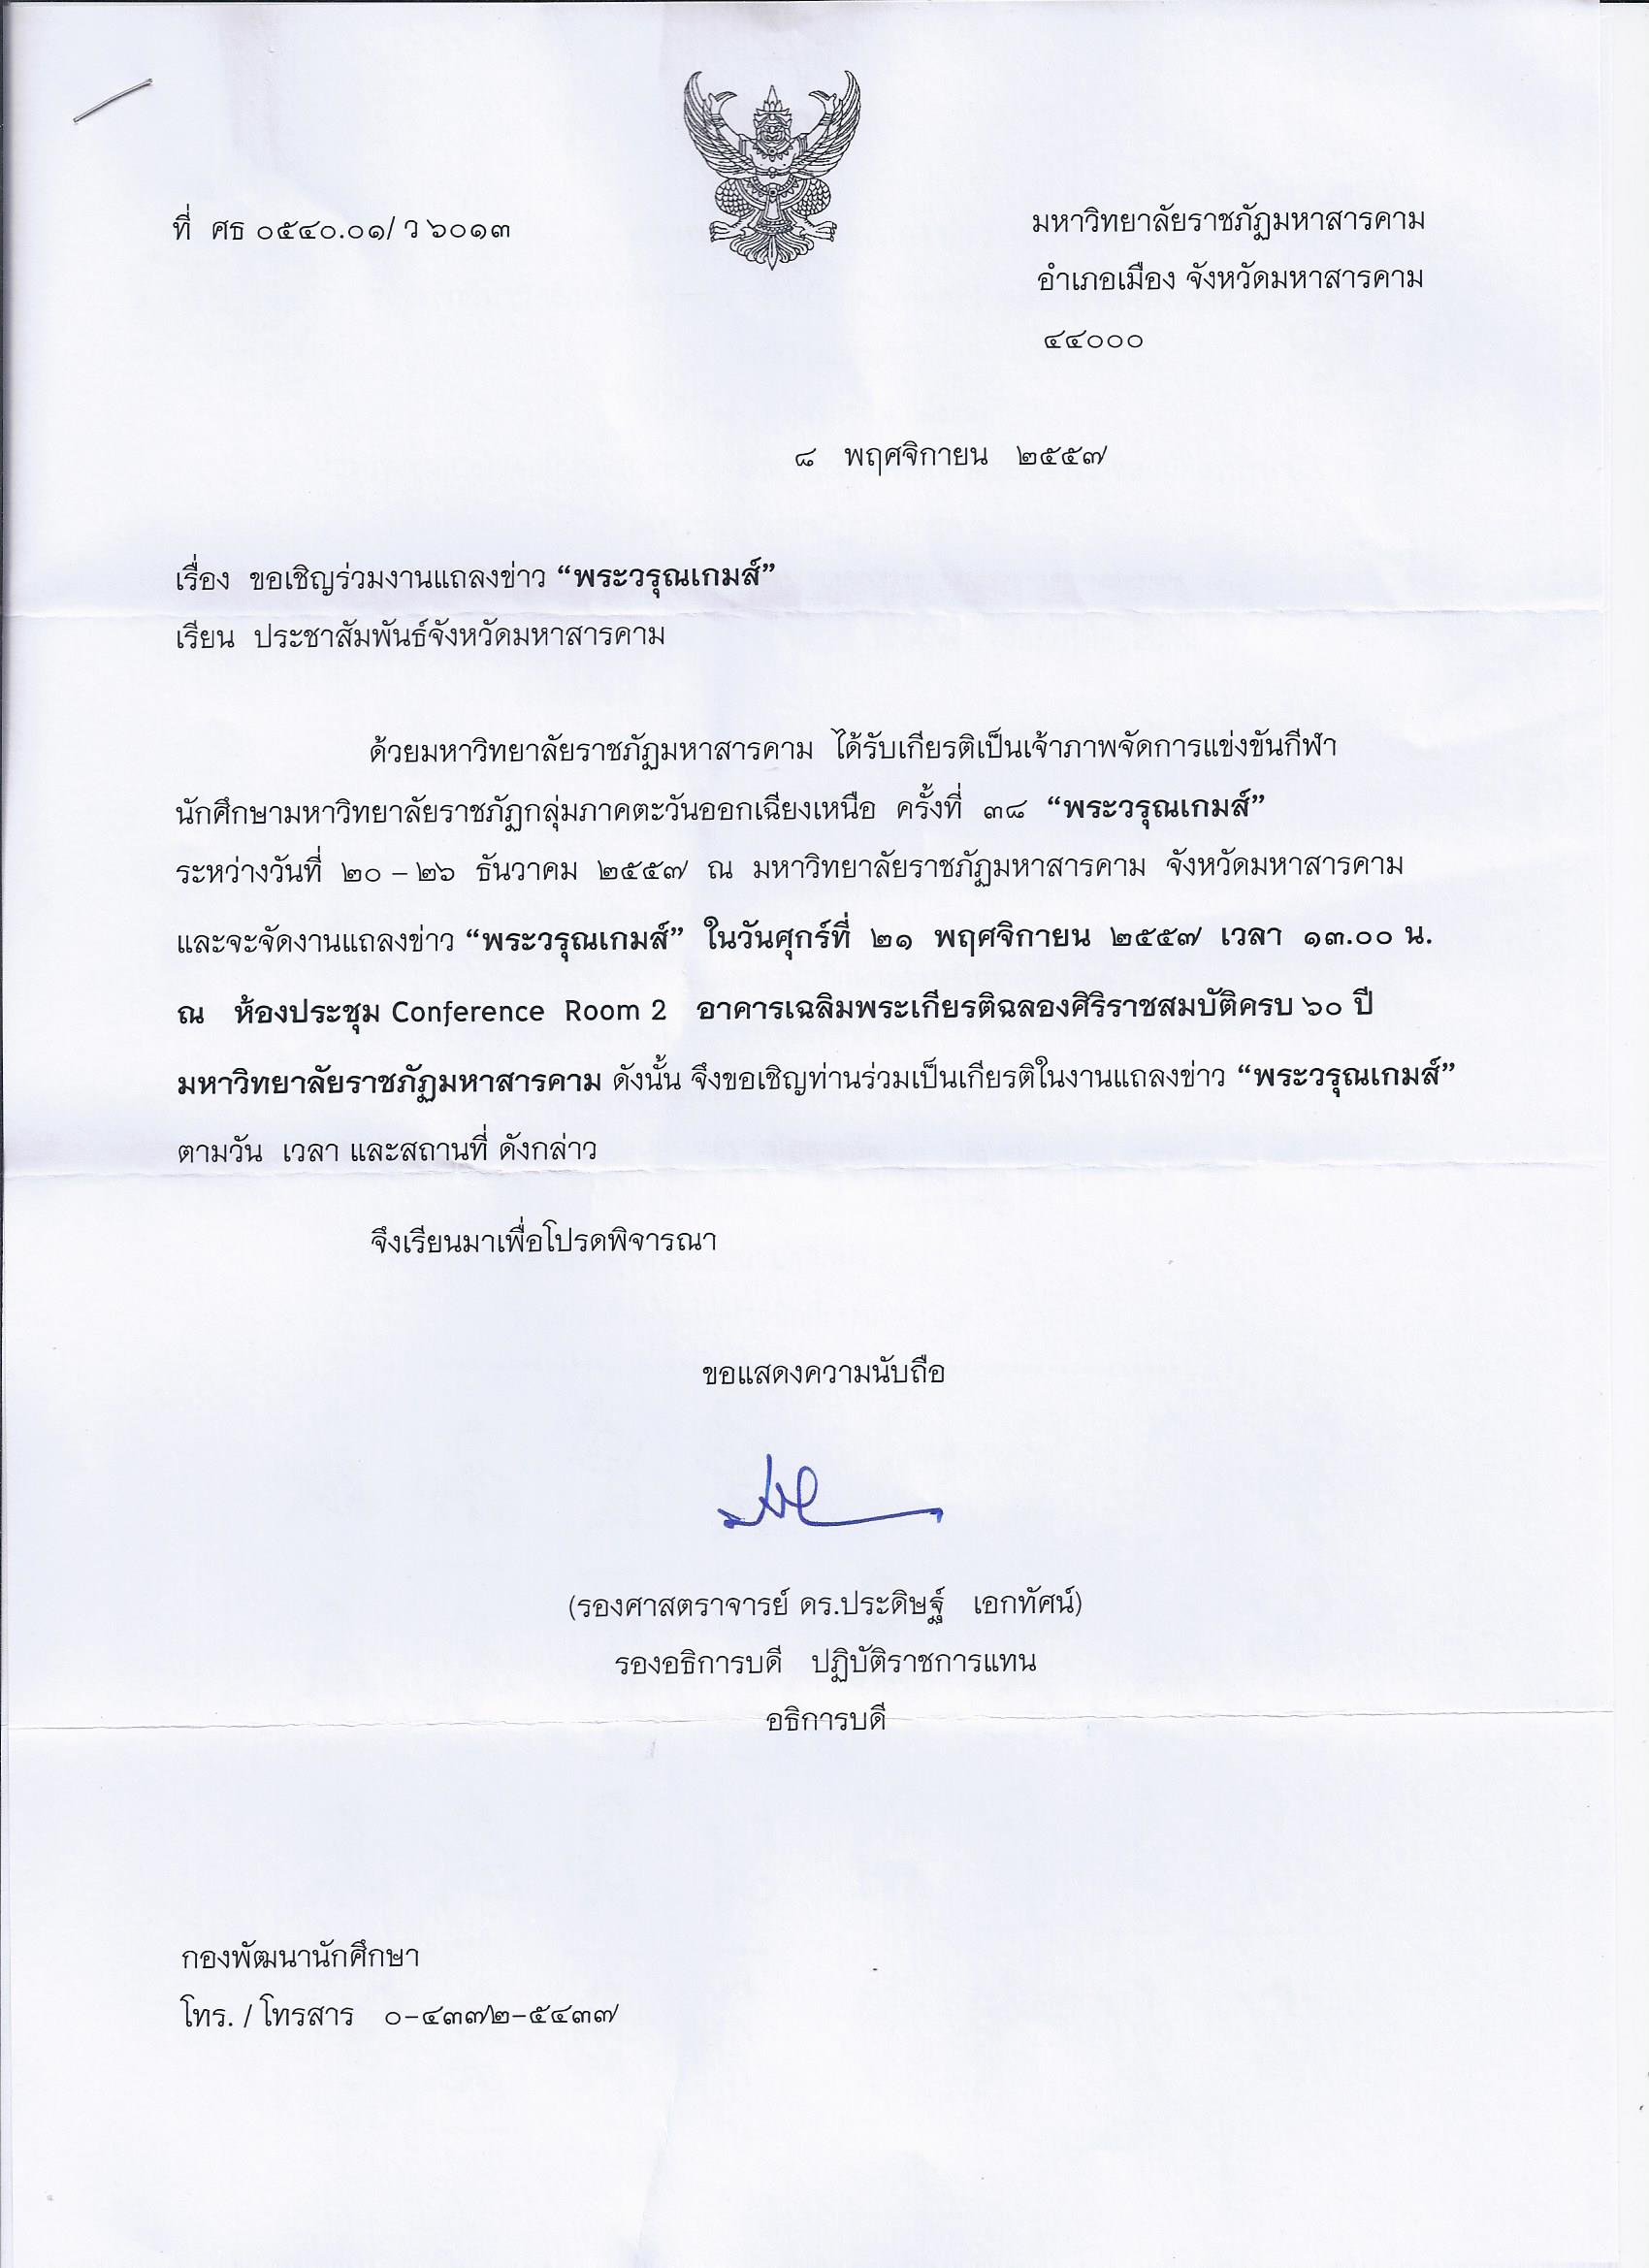 ที่ ศธ ๐๕๔๐.๐๑/ ว ๖๐๑๓
มหาวิทยาลัยราชภัฏมหาสารคาม
อำเภอเมือง จังหวัดมหาสารคาม
๔๔๐๐๐
๘ พฤศจิกายน ๒๕๕๗
เรื่อง ขอเชิญร่วมงานแถลงข่าว “พระวรุณเกมส์”
เรียน ประชาสัมพันธ์จังหวัดมหาสารคาม
ด้วยมหาวิทยาลัยราชภัฏมหาสารคาม ได้รับเกียรติเป็นเจ้าภาพจัดการแข่งขันกีฬา
นักศึกษามหาวิทยาลัยราชภัฏกลุ่มภาคตะวันออกเฉียงเหนือ ครั้งที่ ๓๘ “พระวรุณเกมส์”
ระหว่างวันที่ ๒๐ – ๒๖ ธันวาคม ๒๕๕๗ ณ มหาวิทยาลัยราชภัฏมหาสารคาม จังหวัดมหาสารคาม
และจะจัดงานแถลงข่าว “พระวรุณเกมส์” ในวันศุกร์ที่ ๒๑ พฤศจิกายน ๒๕๕๗ เวลา ๑๓.๐๐ น.
ณ ห้องประชุม Conference Room 2 อาคารเฉลิมพระเกียรติฉลองศิริราชสมบัติครบ ๖๐ ปี
มหาวิทยาลัยราชภัฏมหาสารคาม ดังนั้น จึงขอเชิญท่านร่วมเป็นเกียรติในงานแถลงข่าว “พระวรุณเกมส์”
ตามวัน เวลา และสถานที่ ดังกล่าว
จึงเรียนมาเพื่อโปรดพิจารณา
ขอแสดงความนับถือ
(รองศาสตราจารย์ ดร.ประดิษฐ์ เอกทัศน์)
รองอธิการบดี ปฏิบัติราชการแทน
อธิการบดี
กองพัฒนานักศึกษา
โทร. / โทรสาร ๐-๔๓๗๒-๕๔๓๗